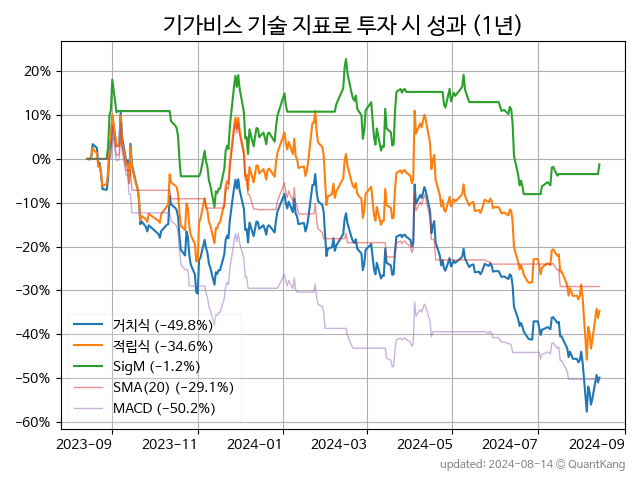 기가비스 기술 지표로 투자 시 성과 (1년)
20%
10%
0%
−10%
−20%
−30%
−40%
−50%
−60%
거치식 (−49.8%)
적립식 (−34.6%)
SigM (−1.2%)
SMA(20) (−29.1%)
MACD (−50.2%)
2023-09 2023-11 2024-01 2024-03 2024-05 2024-07 2024-09
updated: 2024-08-14 © QuantKang